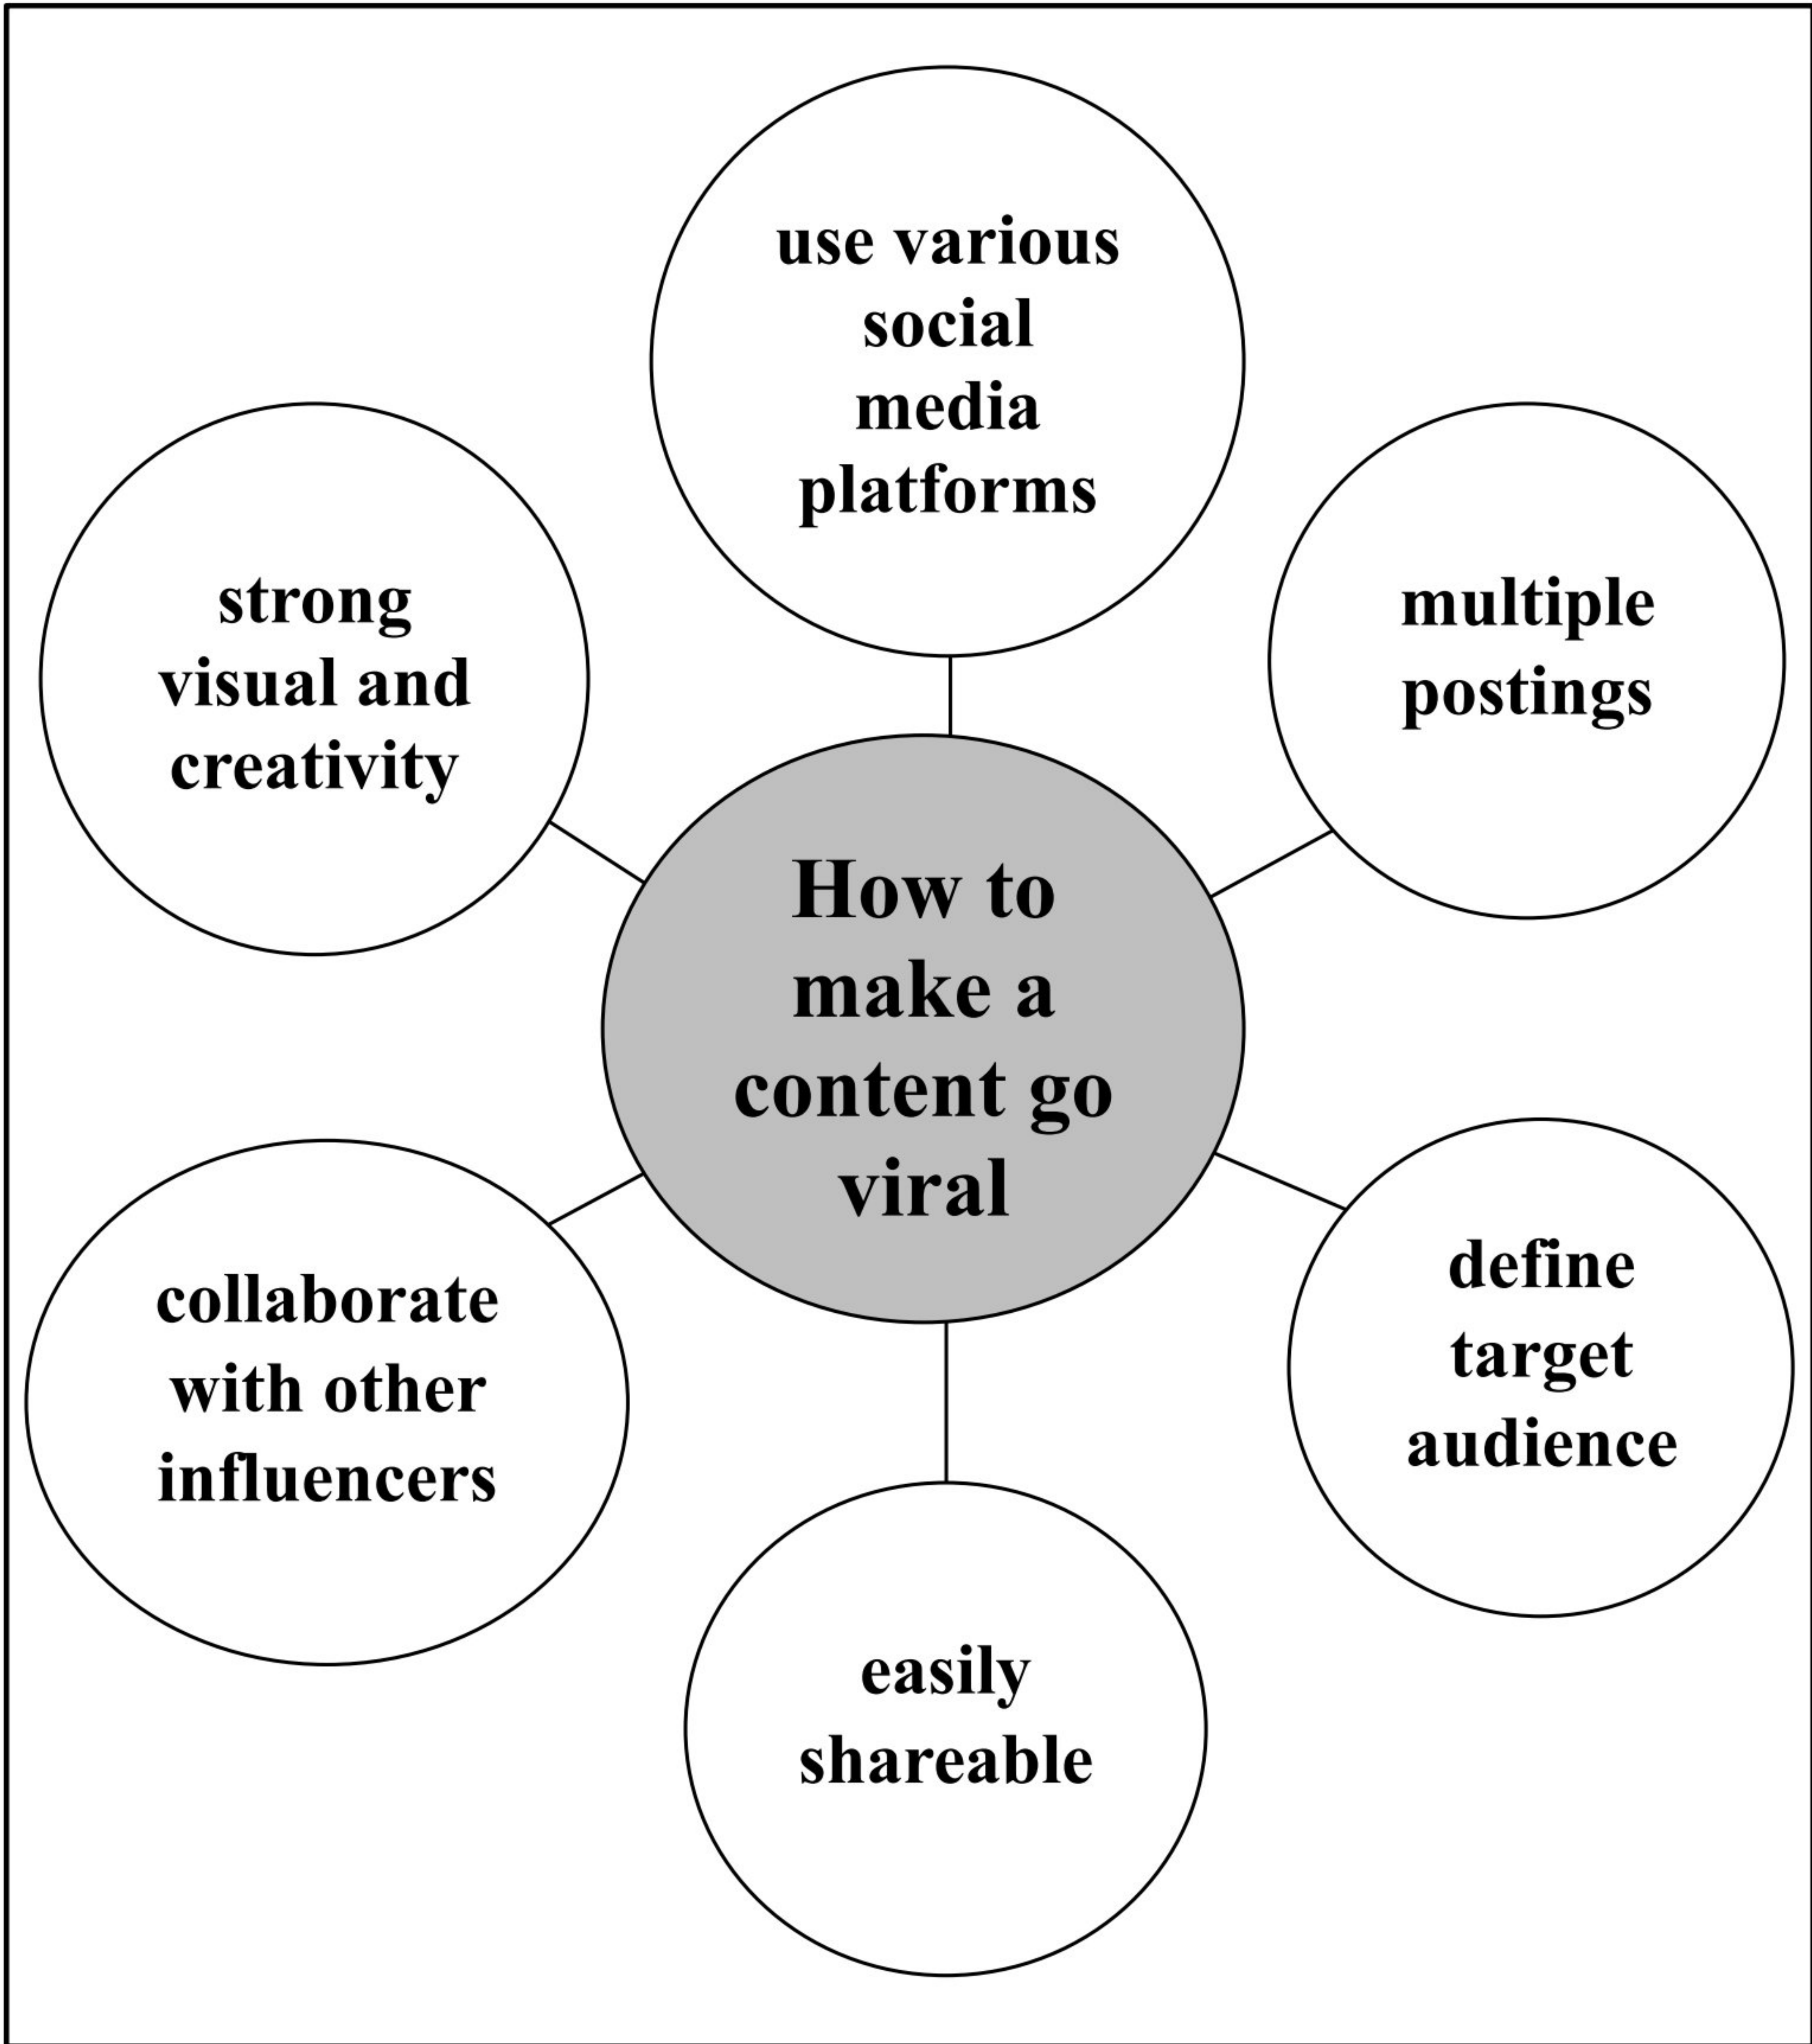 use various
social
media
platforms
strong
visual and
creativity
multiple
postings
How to
make a
content go
viral
collaborate
with other
influencers
define
target
audience
easily
shareable